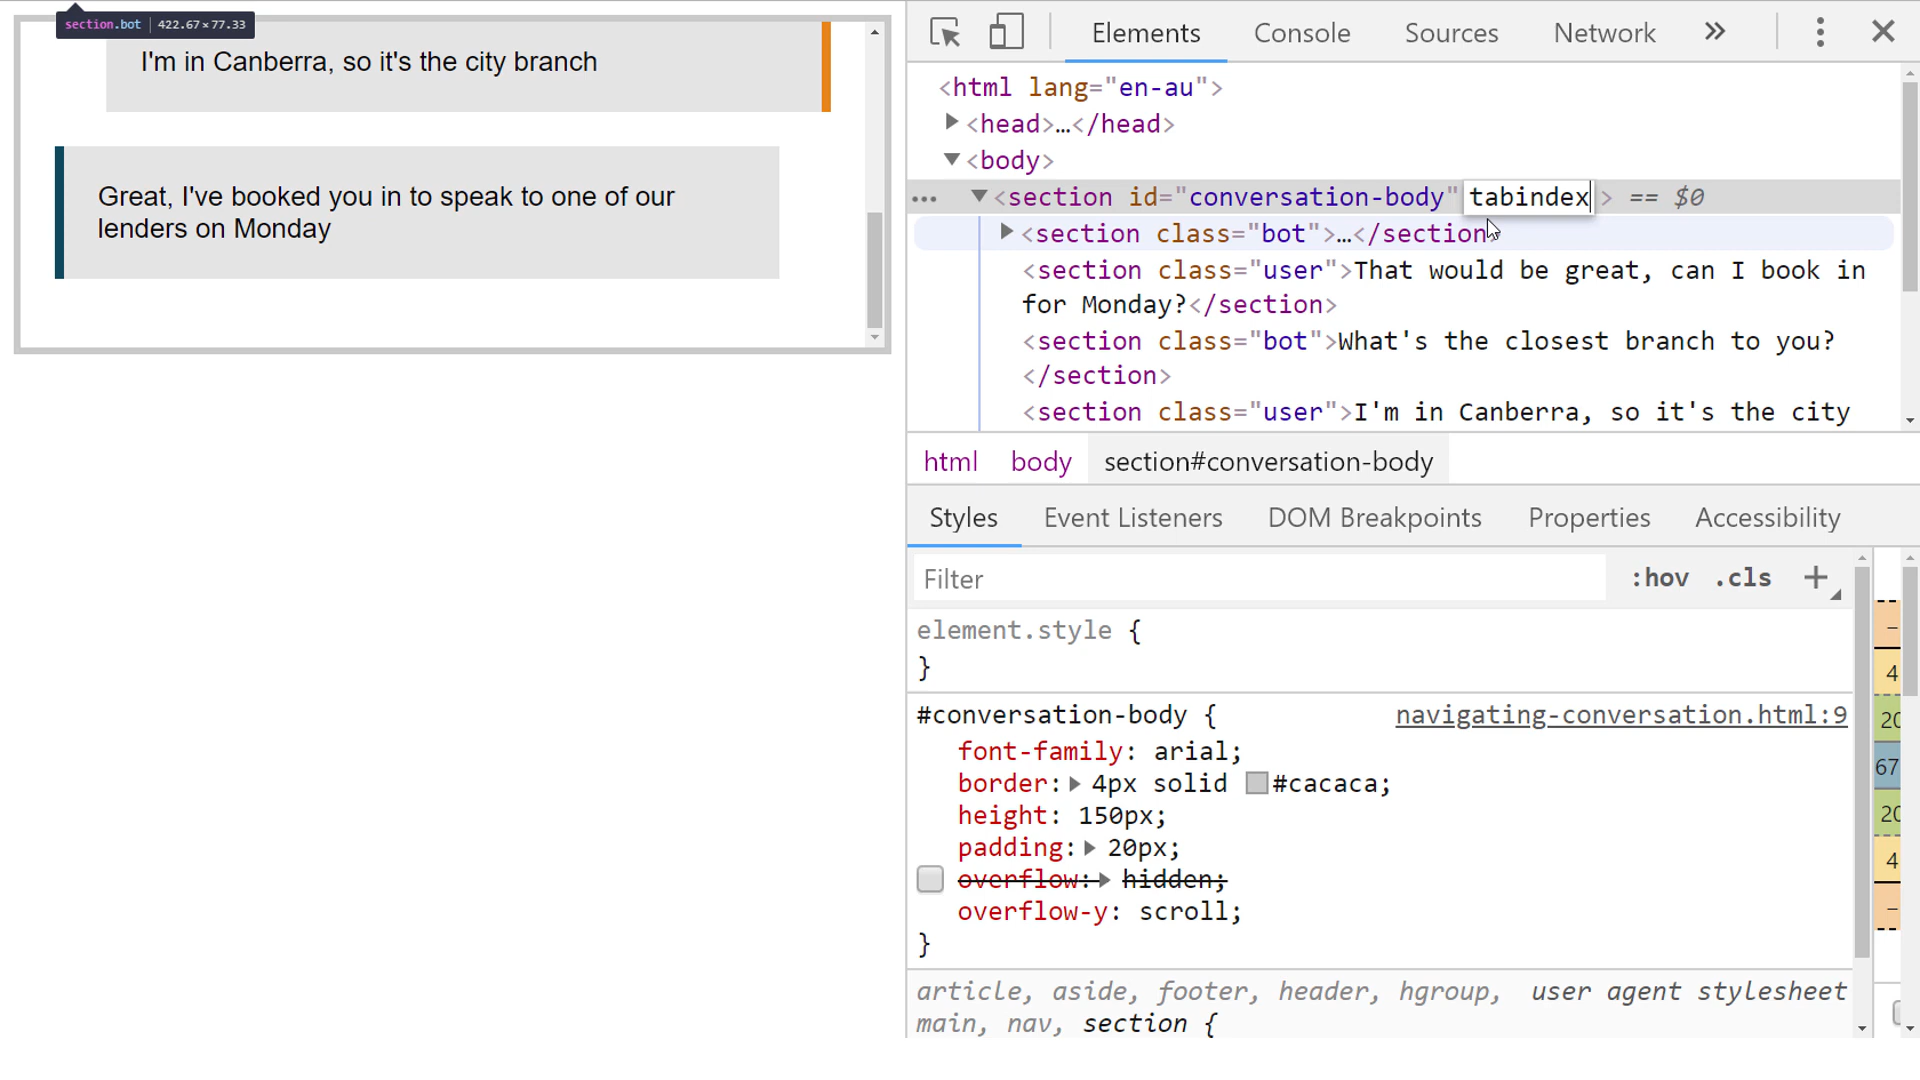 section.bot | 422.67×77.33
I'm in Canberra, so it's the city branch
Great, I've booked you in to speak to one of our
lenders on Monday
Elements Console Sources Network »
<html lang="en-au">
<head>…</head>
<body>
<section id="conversation-body" tabindex> == $0
<section class="bot">…</section>
<section class="user">That would be great, can I book in
for Monday?</section>
<section class="bot">What's the closest branch to you?
</section>
<section class="user">I'm in Canberra, so it's the city
html body section#conversation-body
Styles Event Listeners DOM Breakpoints Properties Accessibility
Filter :hov .cls +
element.style {
}
#conversation-body { navigating-conversation.html:9
font-family: arial;
border: 4px solid #cacaca;
height: 150px;
padding: 20px;
overflow: hidden;
overflow-y: scroll;
}
article, aside, footer, header, hgroup, user agent stylesheet
main, nav, section {
–
4
20
67
20
4
–